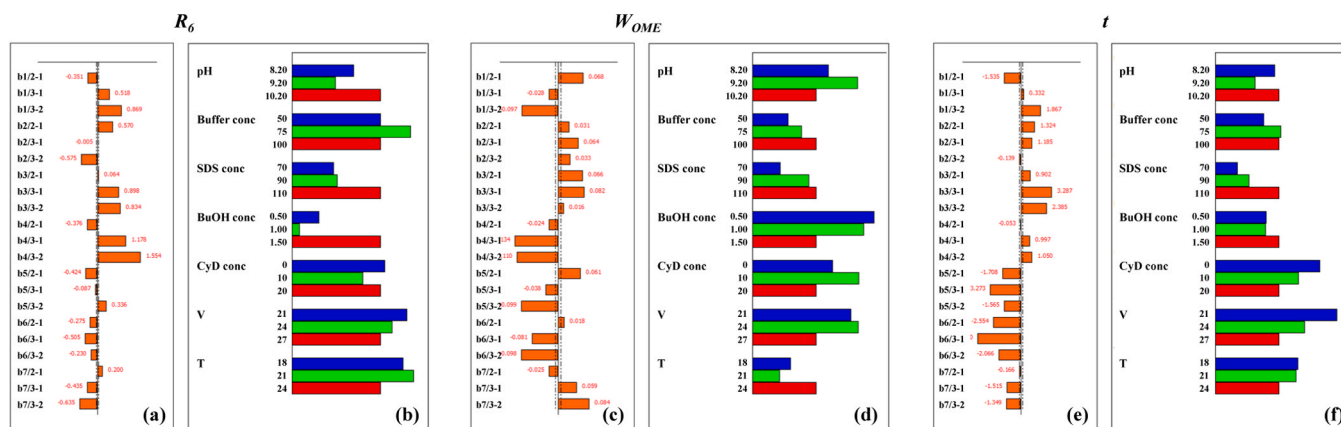 R6
b1/2-1 -0.351
b1/3-1 0.518
b1/3-2 0.869
b2/2-1 0.570
b2/3-1 -0.005
b2/3-2 -0.575
b3/2-1 0.064
b3/3-1 0.898
b3/3-2 0.834
b4/2-1 -0.376
b4/3-1 1.178
b4/3-2 1.554
b5/2-1 -0.424
b5/3-1 -0.087
b5/3-2 0.336
b6/2-1 -0.275
b6/3-1 -0.505
b6/3-2 -0.230
b7/2-1 0.200
b7/3-1 -0.435
b7/3-2 -0.635
(a)
pH 8.20
9.20
10.20
Buffer conc 50
75
100
SDS conc 70
90
110
BuOH conc 0.50
1.00
1.50
CyD conc 0
10
20
V 21
24
27
T 18
21
24
(b)
WOME
b1/2-1 0.068
b1/3-1 -0.028
b1/3-2 0.097
b2/2-1 0.031
b2/3-1 0.064
b2/3-2 0.033
b3/2-1 0.066
b3/3-1 0.082
b3/3-2 0.016
b4/2-1 -0.024
b4/3-1 134
b4/3-2 110
b5/2-1 0.061
b5/3-1 -0.038
b5/3-2 0.099
b6/2-1 0.018
b6/3-1 -0.081
b6/3-2 0.098
b7/2-1 -0.025
b7/3-1 0.059
b7/3-2 0.084
(c)
pH 8.20
9.20
10.20
Buffer conc 50
75
100
SDS conc 70
90
110
BuOH conc 0.50
1.00
1.50
CyD conc 0
10
20
V 21
24
27
T 18
21
24
(d)
t
b1/2-1 -1.535
b1/3-1 0.332
b1/3-2 1.867
b2/2-1 1.324
b2/3-1 1.185
b2/3-2 -0.139
b3/2-1 0.902
b3/3-1 3.287
b3/3-2 2.385
b4/2-1 -0.053
b4/3-1 0.997
b4/3-2 1.050
b5/2-1 -1.708
b5/3-1 3.273
b5/3-2 -1.565
b6/2-1 -2.554
b6/3-1
b6/3-2 -2.066
b7/2-1 -0.166
b7/3-1 -1.515
b7/3-2 -1.349
(e)
pH 8.20
9.20
10.20
Buffer conc 50
75
100
SDS conc 70
90
110
BuOH conc 0.50
1.00
1.50
CyD conc 0
10
20
V 21
24
27
T 18
21
24
(f)